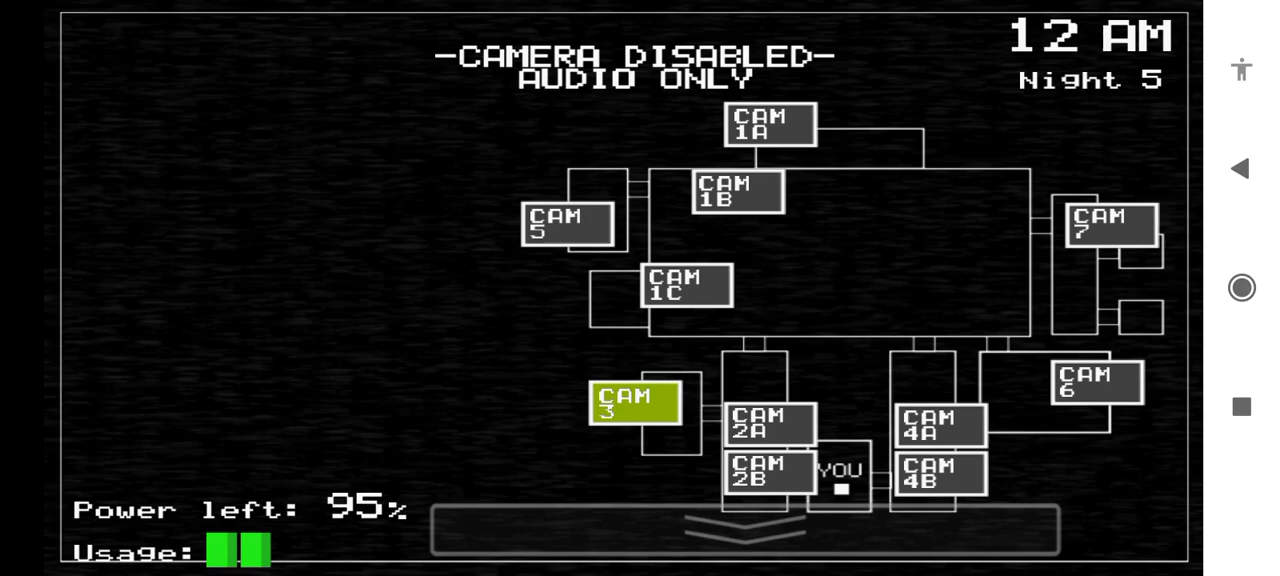 12 AM
-CAMERA DISABLED-
AUDIO ONLY
Night 5
CAM
1A
CAM
1B
CAM
5
CAM
7
CAM
1C
CAM
6
CAM
3
CAM
2A
CAM
4A
CAM
2B
YOU
CAM
4B
Power left: 95%
Usage: